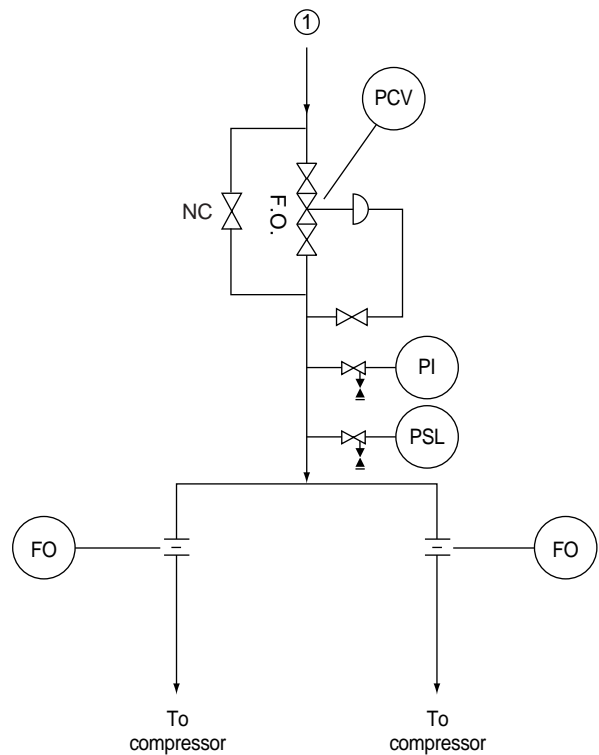 1
PCV
NC
F.O.
PI
PSL
FO
FO
To
compressor
To
compressor